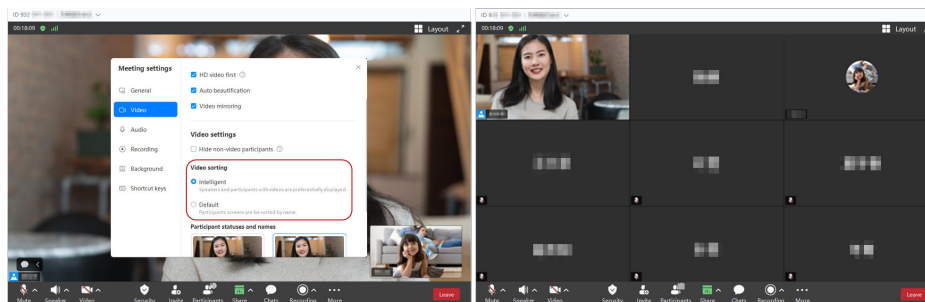 ID 933
00:18:09 Layout
Meeting settings
General
Video
Audio
Recording
Background
Shortcut keys
HD video first
Auto beautification
Video mirroring
Video settings
Hide non-video participants
Video sorting
Intelligent
Speakers and participants with videos are preferentially displayed.
Default
Participants screens are be sorted by name.
Participant statuses and names
Mute Speaker Video Security Invite Participants Share Chats Recording More Leave
00:18:09 Layout
Mute Speaker Video Security Invite Participants Share Chats Recording More Leave